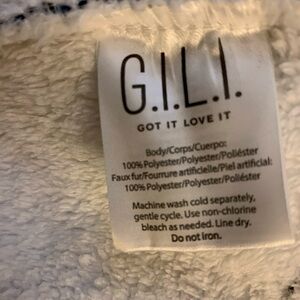 G.I.L.I.
GOT IT LOVE IT
Body/Corps/Cuerpo:
100% Polyester/Polyester/Poliéster
Faux fur/Fourrure artificielle/Piel artificial:
100% Polyester/Polyester/Poliéster
Machine wash cold separately,
gentle cycle. Use non-chlorine
bleach as needed. Line dry.
Do not iron.